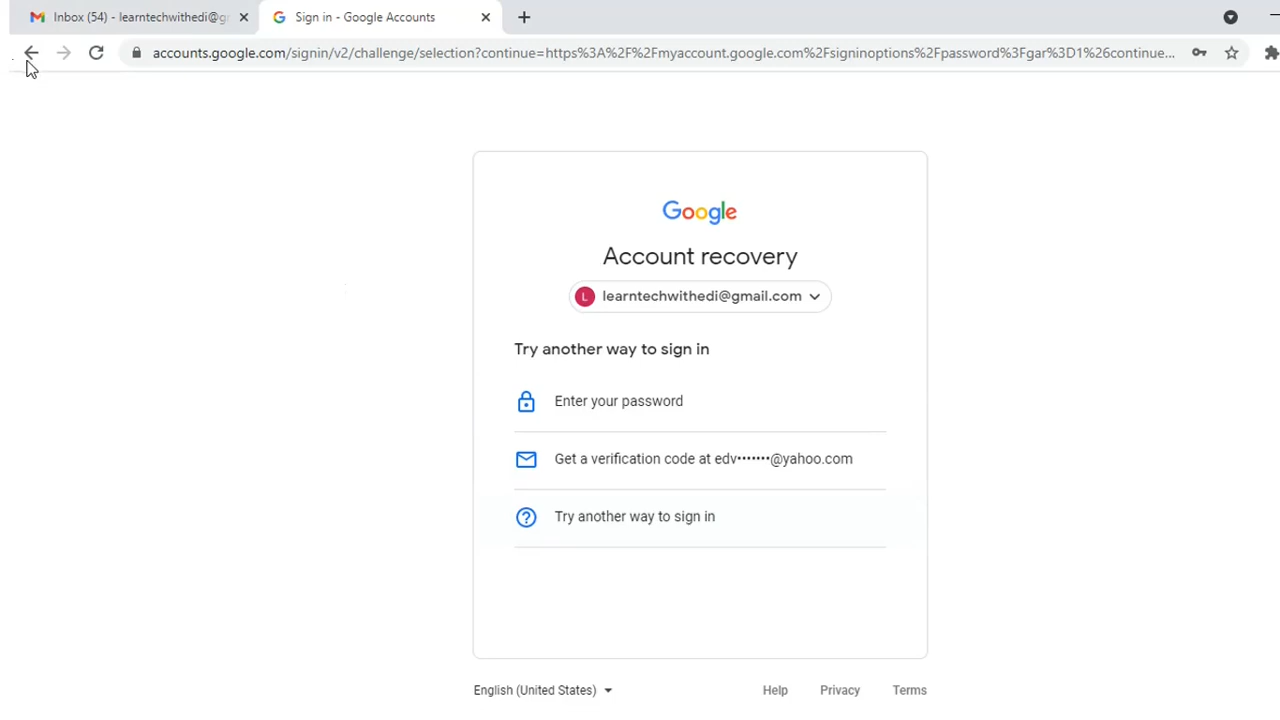 Inbox (54) - learntechwithedi@g
Sign in - Google Accounts
accounts.google.com/signin/v2/challenge/selection?continue=https%3A%2F%2Fmyaccount.google.com%2Fsigninoptions%2Fpassword%3Fgar%3D1%26continue...
Google
Account recovery
L learntechwithedi@gmail.com
Try another way to sign in
Enter your password
Get a verification code at edv•••••••@yahoo.com
Try another way to sign in
English (United States)
Help Privacy Terms